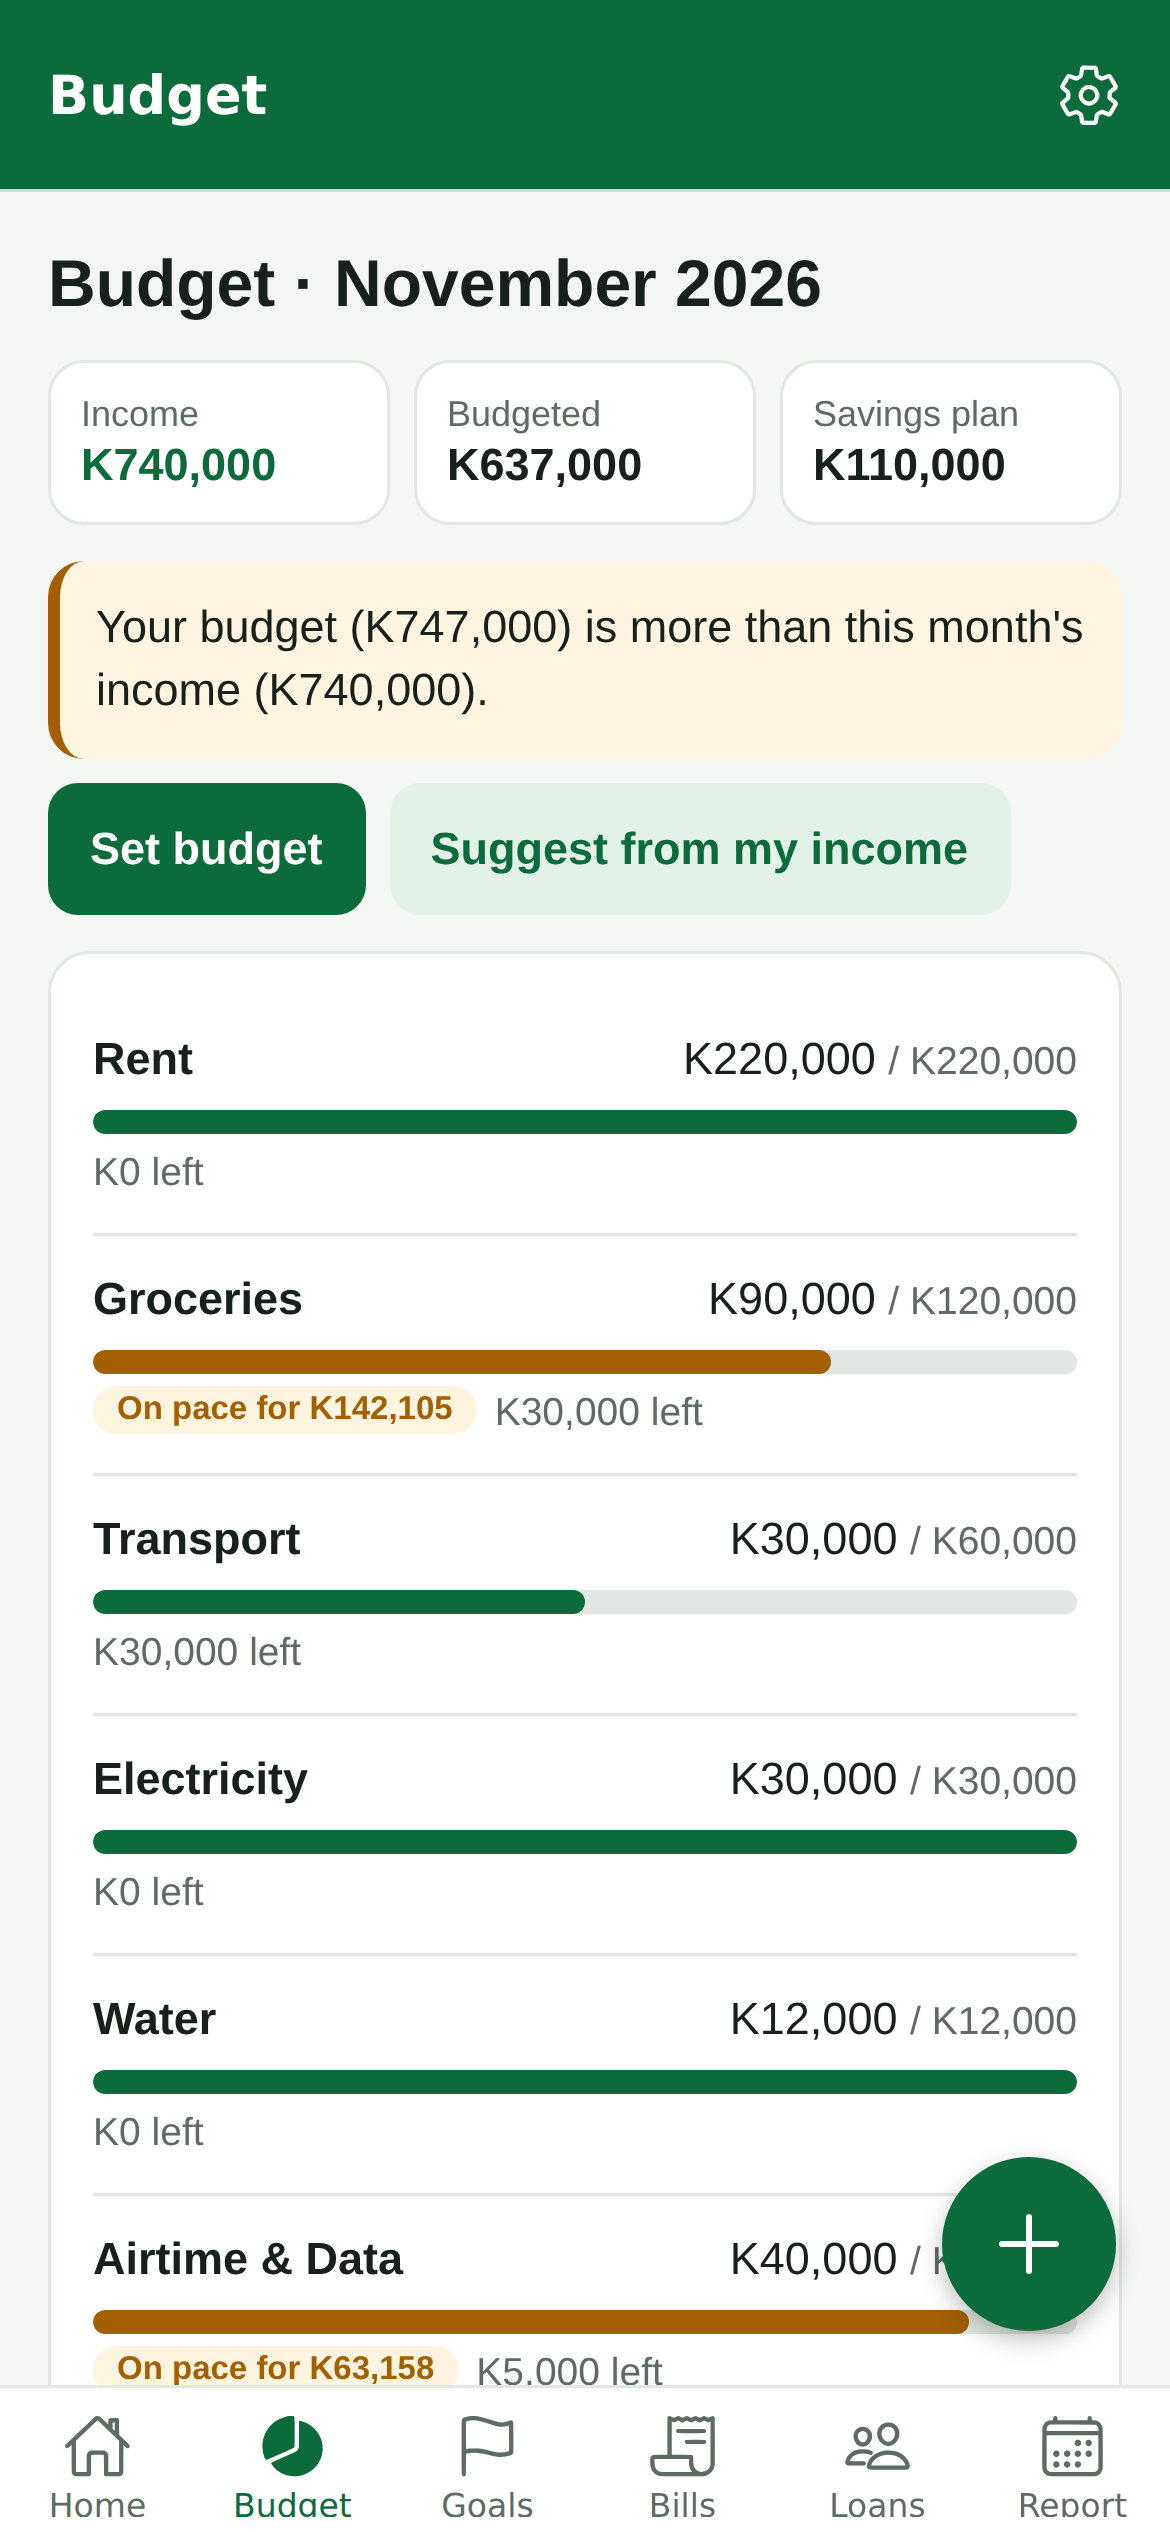 Budget
Budget · November 2026
Income
K740,000
Budgeted
K637,000
Savings plan
K110,000
Your budget (K747,000) is more than this month's
income (K740,000).
Set budget
Suggest from my income
Rent
K220,000 / K220,000
K0 left
Groceries
K90,000 / K120,000
On pace for K142,105
K30,000 left
Transport
K30,000 / K60,000
K30,000 left
Electricity
K30,000 / K30,000
K0 left
Water
K12,000 / K12,000
K0 left
Airtime & Data
K40,000 /
On pace for K63,158
K5,000 left
Home
Budget
Goals
Bills
Loans
Report